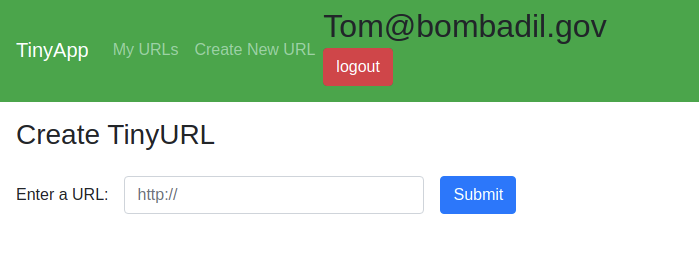 Tom@bombadil.gov
TinyApp My URLs Create New URL
logout
Create TinyURL
Enter a URL: http:// Submit